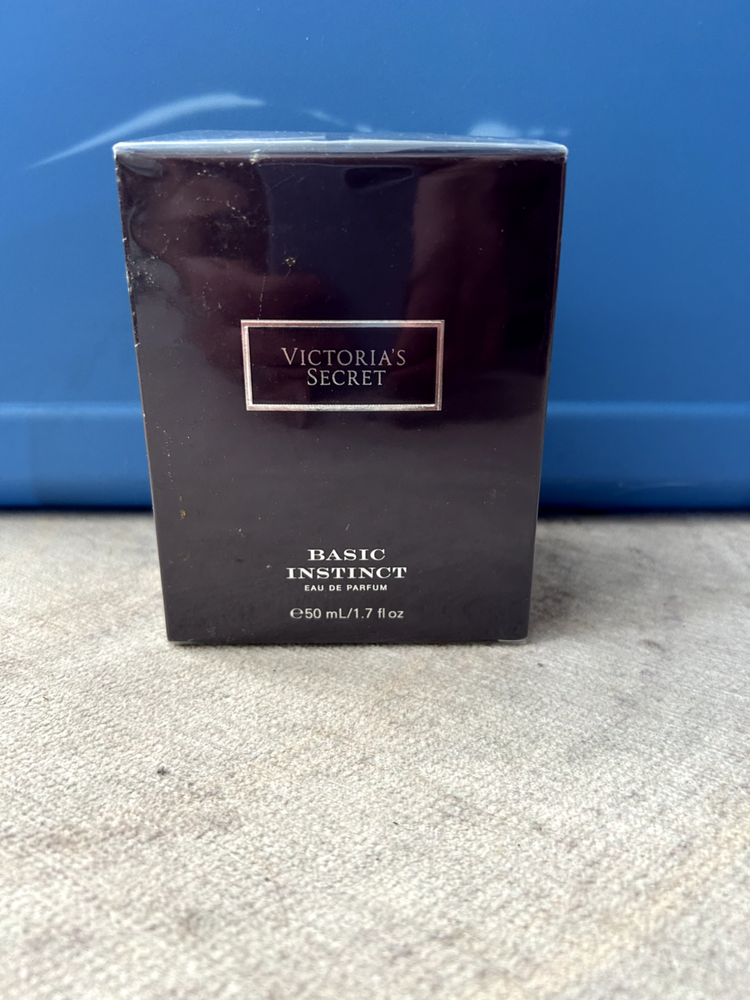 VICTORIA'S
SECRET
BASIC
INSTINCT
EAU DE PARFUM
℮50 mL/1.7 fl oz